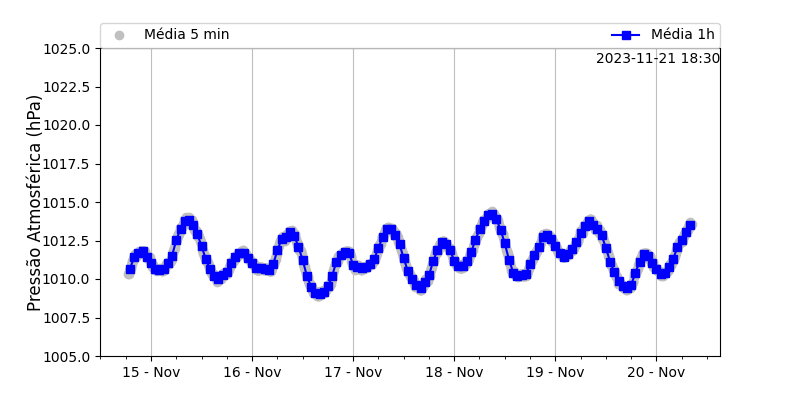 Média 5 min
Média 1h
2023-11-21 18:30
Pressão Atmosférica (hPa)
1025.0
1022.5
1020.0
1017.5
1015.0
1012.5
1010.0
1007.5
1005.0
15 - Nov
16 - Nov
17 - Nov
18 - Nov
19 - Nov
20 - Nov